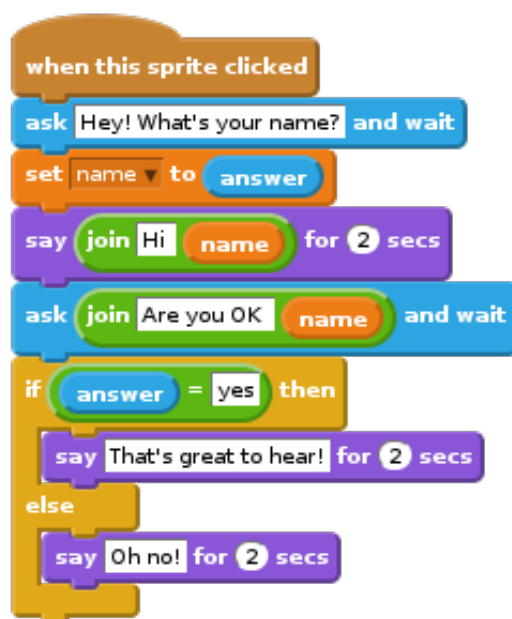 when this sprite clicked
ask Hey! What's your name? and wait
set name to answer
say join Hi name for 2 secs
ask join Are you OK name and wait
if answer = yes then
say That's great to hear! for 2 secs
else
say Oh no! for 2 secs